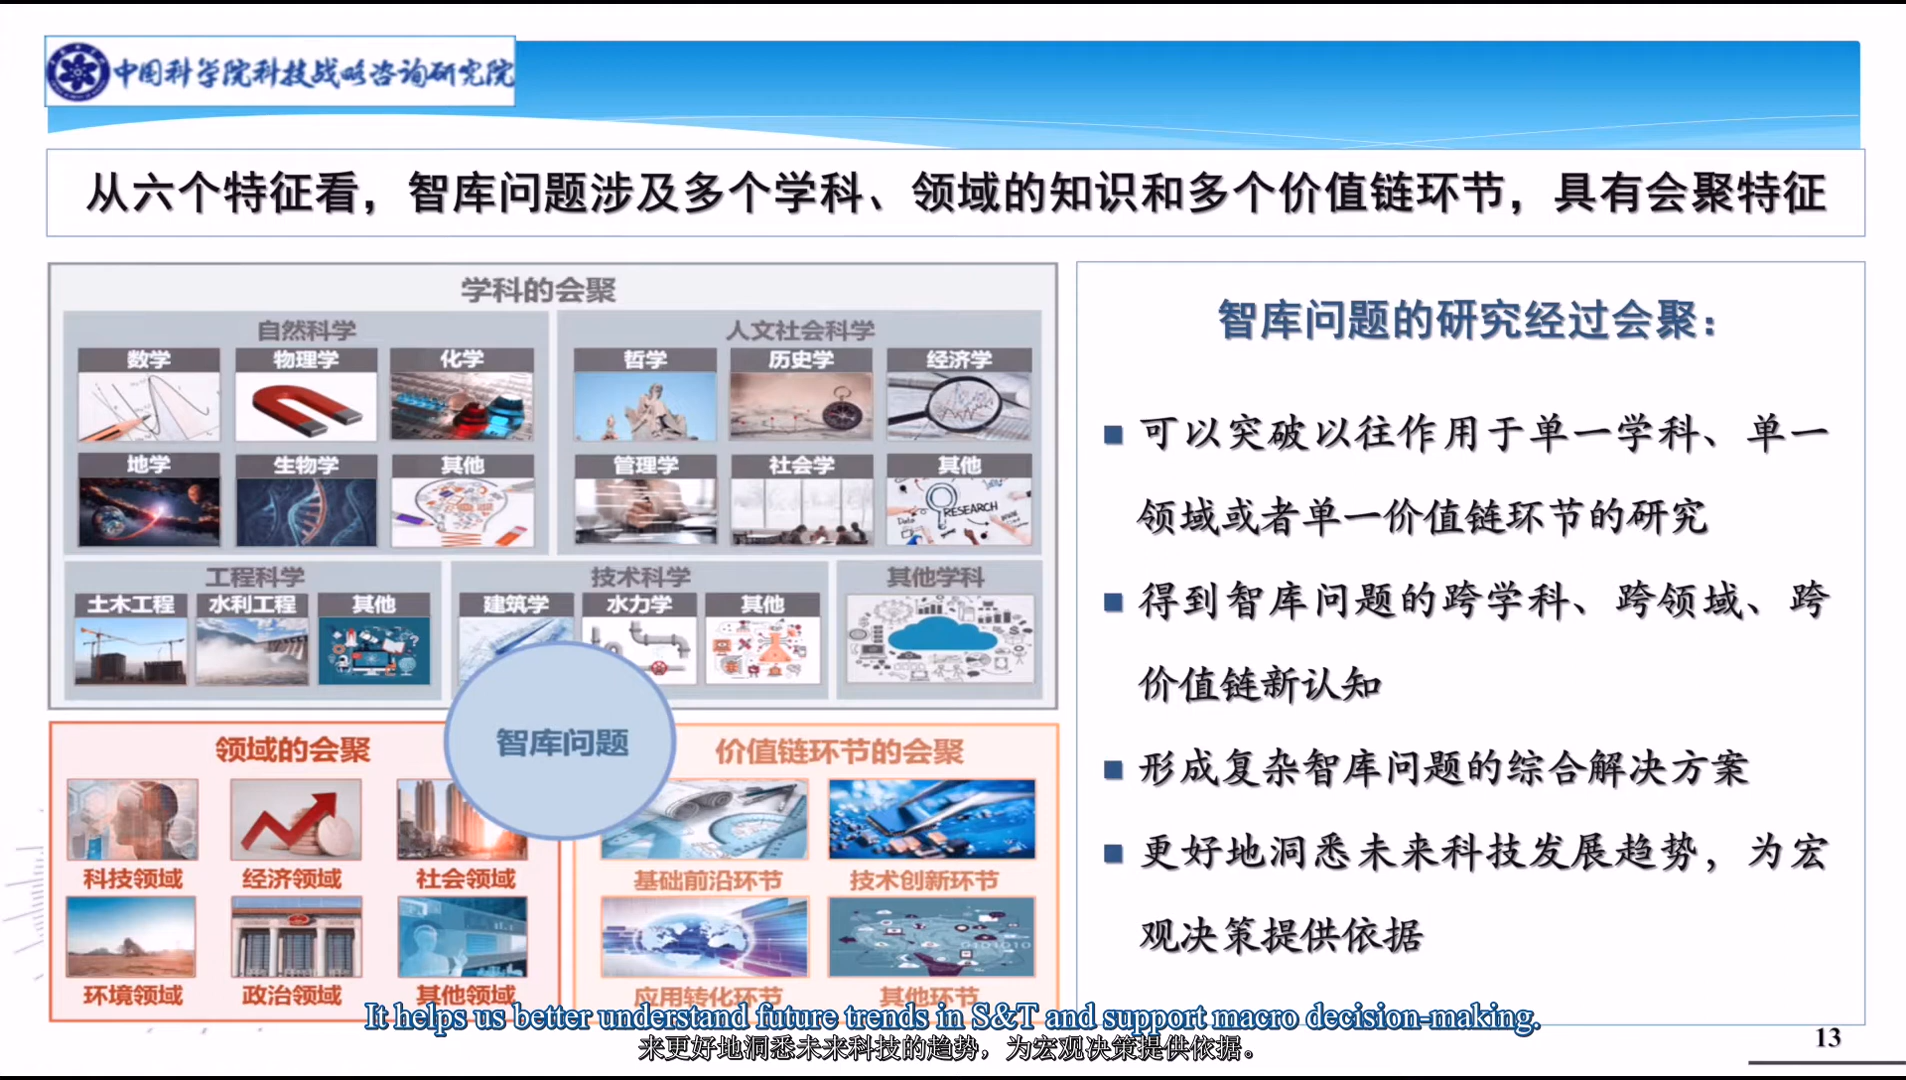 中国科学院科技战略咨询研究院
从六个特征看，智库问题涉及多个学科、领域的知识和多个价值链环节，具有会聚特征
学科的会聚
自然科学
数学
物理学
化学
地学
生物学
其他
人文社会科学
哲学
历史学
经济学
管理学
社会学
其他
RESEARCH
Data
工程科学
土木工程
水利工程
其他
技术科学
建筑学
水力学
其他
其他学科
智库问题
领域的会聚
科技领域
经济领域
社会领域
环境领域
政治领域
其他领域
价值链环节的会聚
基础前沿环节
技术创新环节
应用转化环节
其他环节
智库问题的研究经过会聚：
可以突破以往作用于单一学科、单一
领域或者单一价值链环节的研究
得到智库问题的跨学科、跨领域、跨
价值链新认知
形成复杂智库问题的综合解决方案
更好地洞悉未来科技发展趋势，为宏
观决策提供依据
It helps us better understand future trends in S&T and support macro decision-making.
来更好地洞悉未来科技的趋势，为宏观决策提供依据。
13